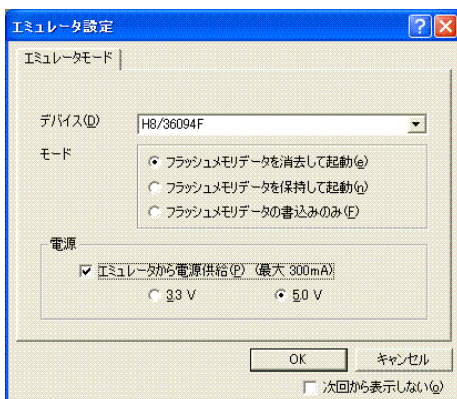 エミュレータ設定
エミュレータモード
デバイス(D) H8/36094F
モード
フラッシュメモリデータを消去して起動(e)
フラッシュメモリデータを保持して起動(n)
フラッシュメモリデータの書込みのみ(F)
電源
エミュレータから電源供給(P) (最大 300mA)
3.3 V 5.0 V
OK キャンセル
次回から表示しない(o)